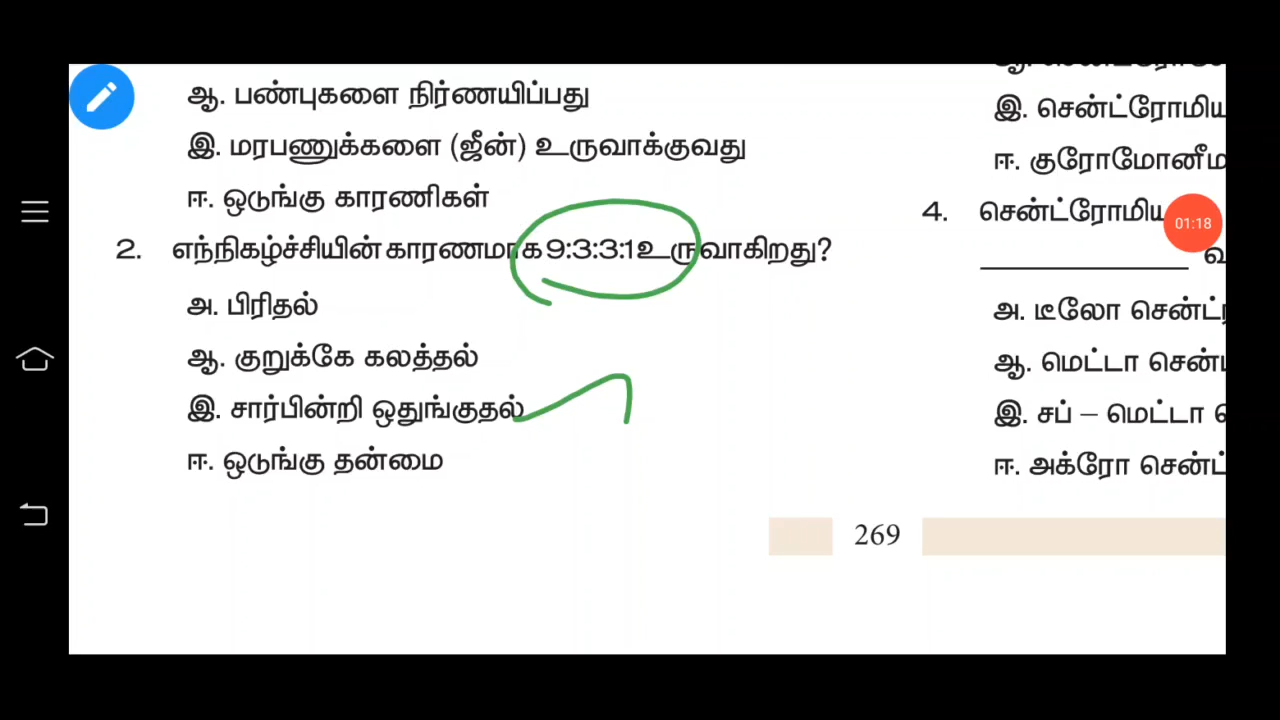 ஆ. பண்புகளை நிர்ணயிப்பது
இ. மரபணுக்களை (ஜீன்) உருவாக்குவது
ஈ. ஒடுங்கு காரணிகள்
2. எந்நிகழ்ச்சியின் காரணமாக 9:3:3:1 உருவாகிறது?
அ. பிரிதல்
ஆ. குறுக்கே கலத்தல்
இ. சார்பின்றி ஒதுங்குதல்
ஈ. ஒடுங்கு தன்மை
இ. சென்ட்ரோமிய
ஈ. குரோமோனீம
4. சென்ட்ரோமிய
01:18
அ. டீலோ சென்ட்ர
ஆ. மெட்டா சென்ட
இ. சப் – மெட்டா
ஈ. அக்ரோ சென்ட்
269